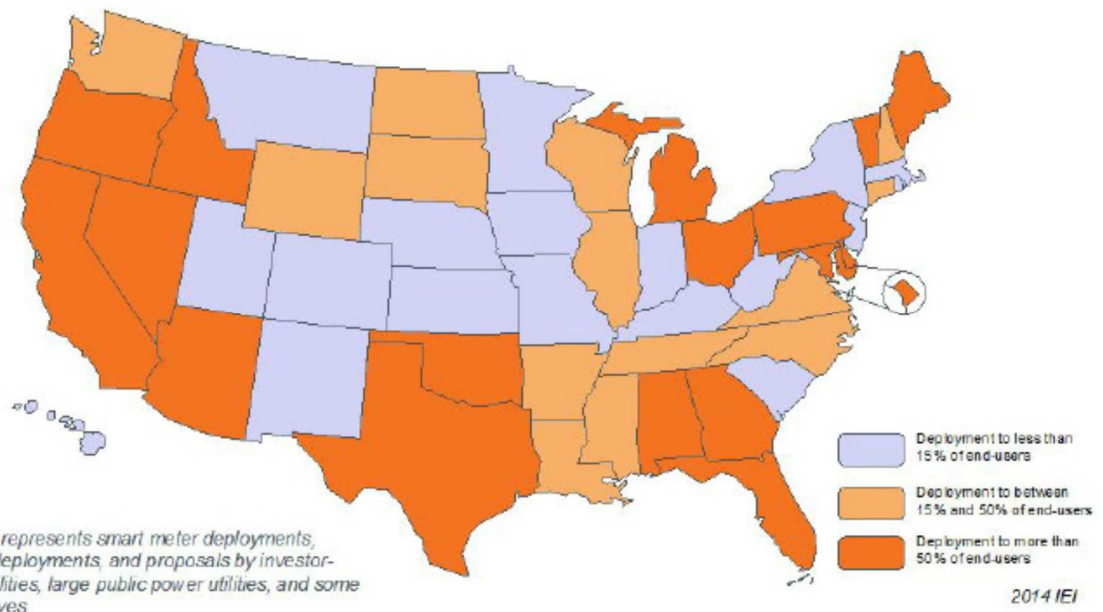 Deployment to less than
15% of end-users
Deployment to between
15% and 50% of end-users
Deployment to more than
50% of end-users
represents smart meter deployments,
deployments, and proposals by investor-
lities, large public power utilities, and some
ves
2014 IEI